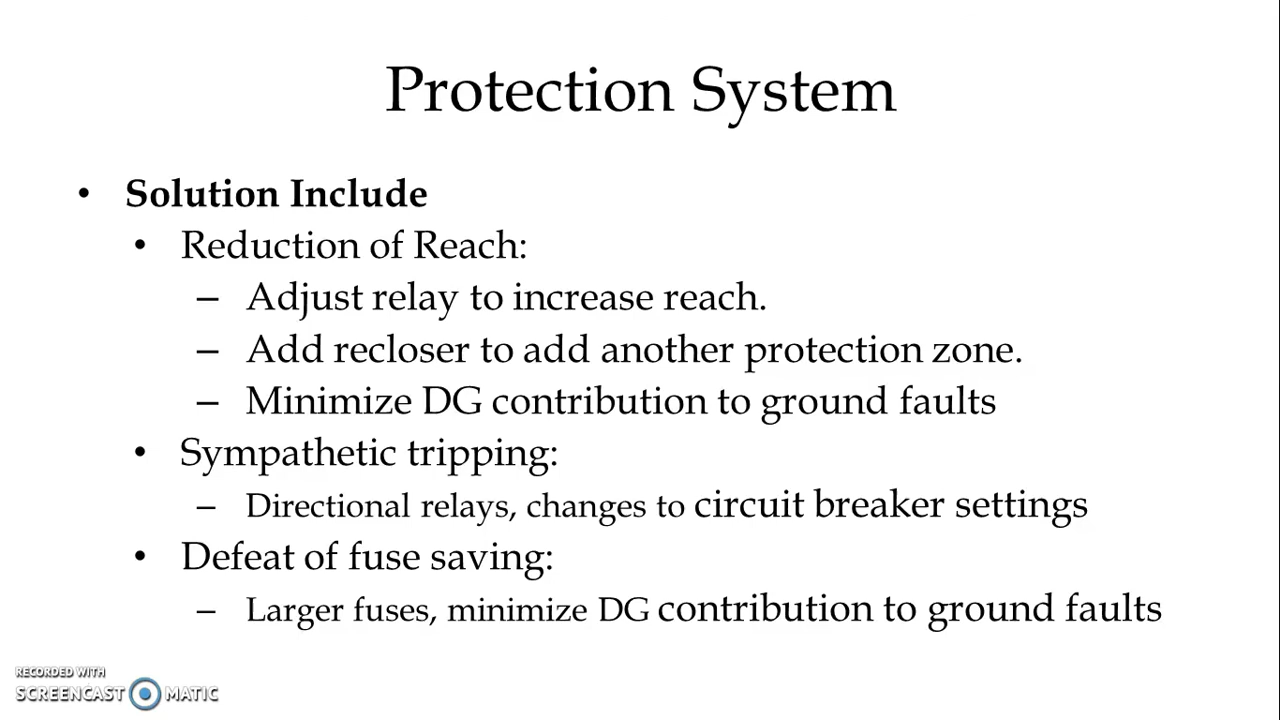 Protection System
• Solution Include
• Reduction of Reach:
– Adjust relay to increase reach.
– Add recloser to add another protection zone.
– Minimize DG contribution to ground faults
• Sympathetic tripping:
– Directional relays, changes to circuit breaker settings
• Defeat of fuse saving:
– Larger fuses, minimize DG contribution to ground faults
RECORDED WITH
SCREENCAST MATIC